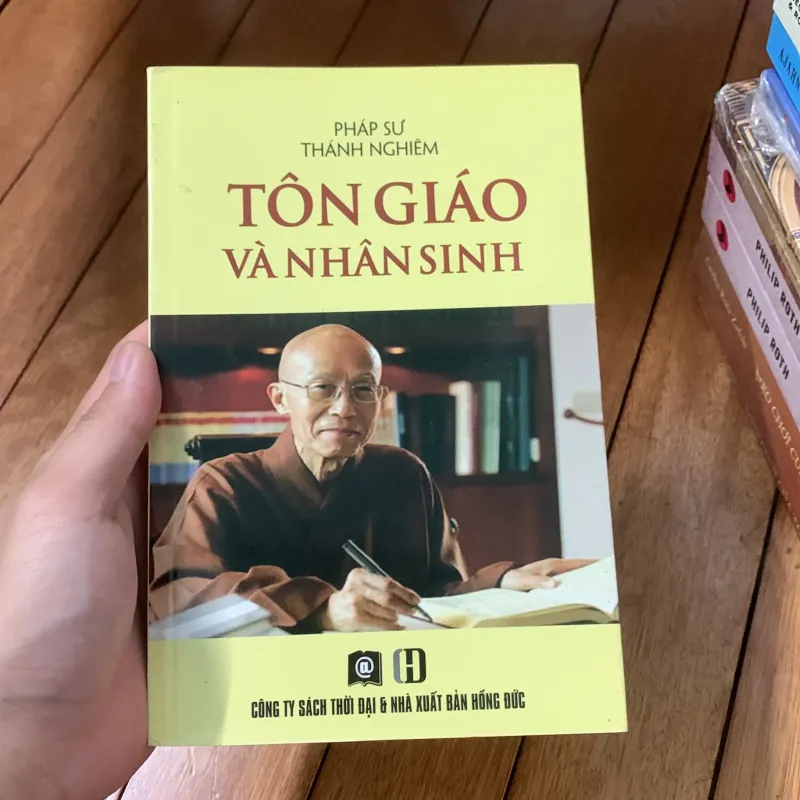 PHÁP SƯ
THÁNH NGHIÊM
TÔN GIÁO
VÀ NHÂN SINH
@
CÔNG TY SÁCH THỜI ĐẠI & NHÀ XUẤT BẢN HỒNG ĐỨC
PHILIP ROTH
PHILIP ROTH